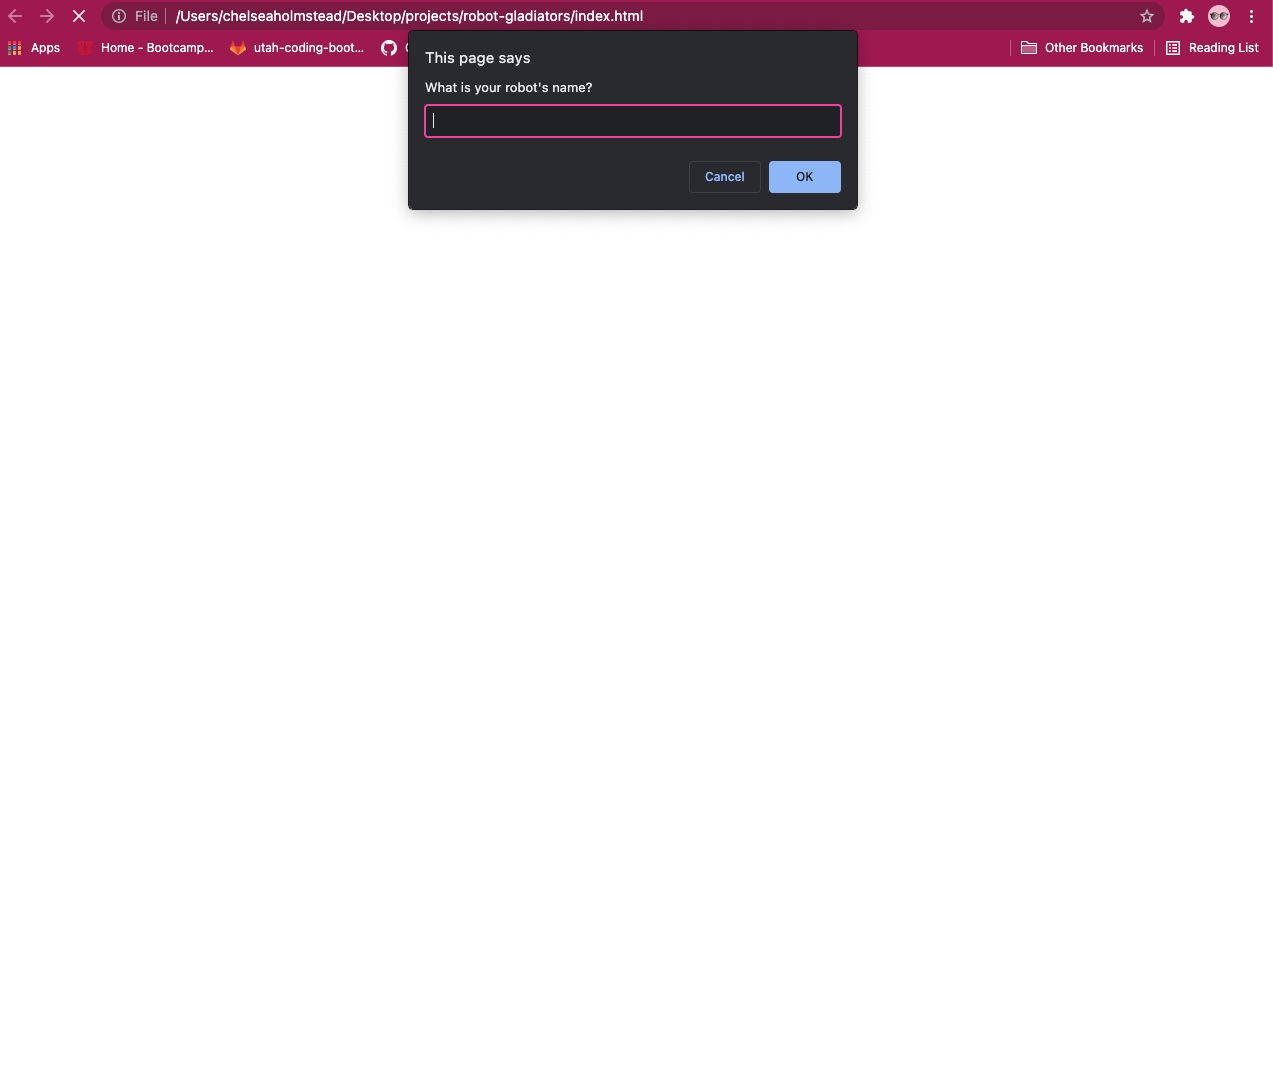 File /Users/chelseaholmstead/Desktop/projects/robot-gladiators/index.html
Apps Home - Bootcamp... utah-coding-boot... Other Bookmarks Reading List
This page says
What is your robot's name?
Cancel OK